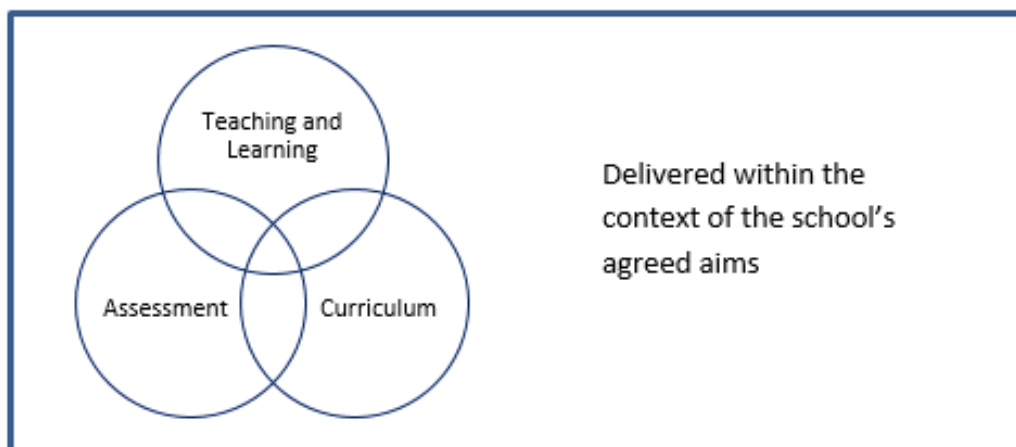 Teaching and
Learning
Assessment
Curriculum
Delivered within the
context of the school’s
agreed aims